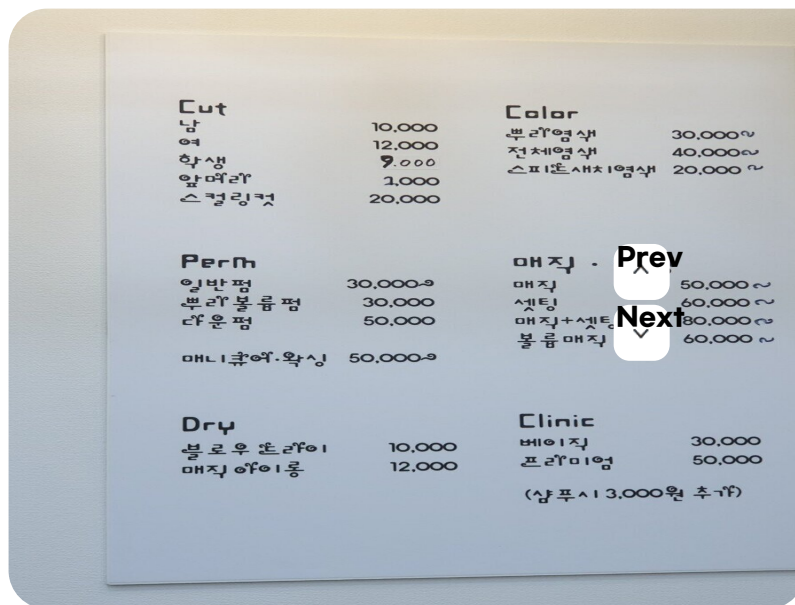 Cut
남 10,000
여 12,000
학생 9.000
앞머리 1,000
스컬링컷 20,000
Color
뿌리염색 30,000~
전체염색 40,000~
스피드새치염색 20,000~
Perm
일반펌 30,000~
뿌리볼륨펌 30,000
다운펌 50,000
매니큐어.왁싱 50,000~
매직 ·
매직 50,000~
셋팅 60,000~
매직+셋팅 80,000~
볼륨매직 60,000~
Prev
Next
Dry
블로우드라이 10,000
매직아이롱 12,000
Clinic
베이직 30,000
프리미엄 50,000
(샴푸시 3,000원 추가)